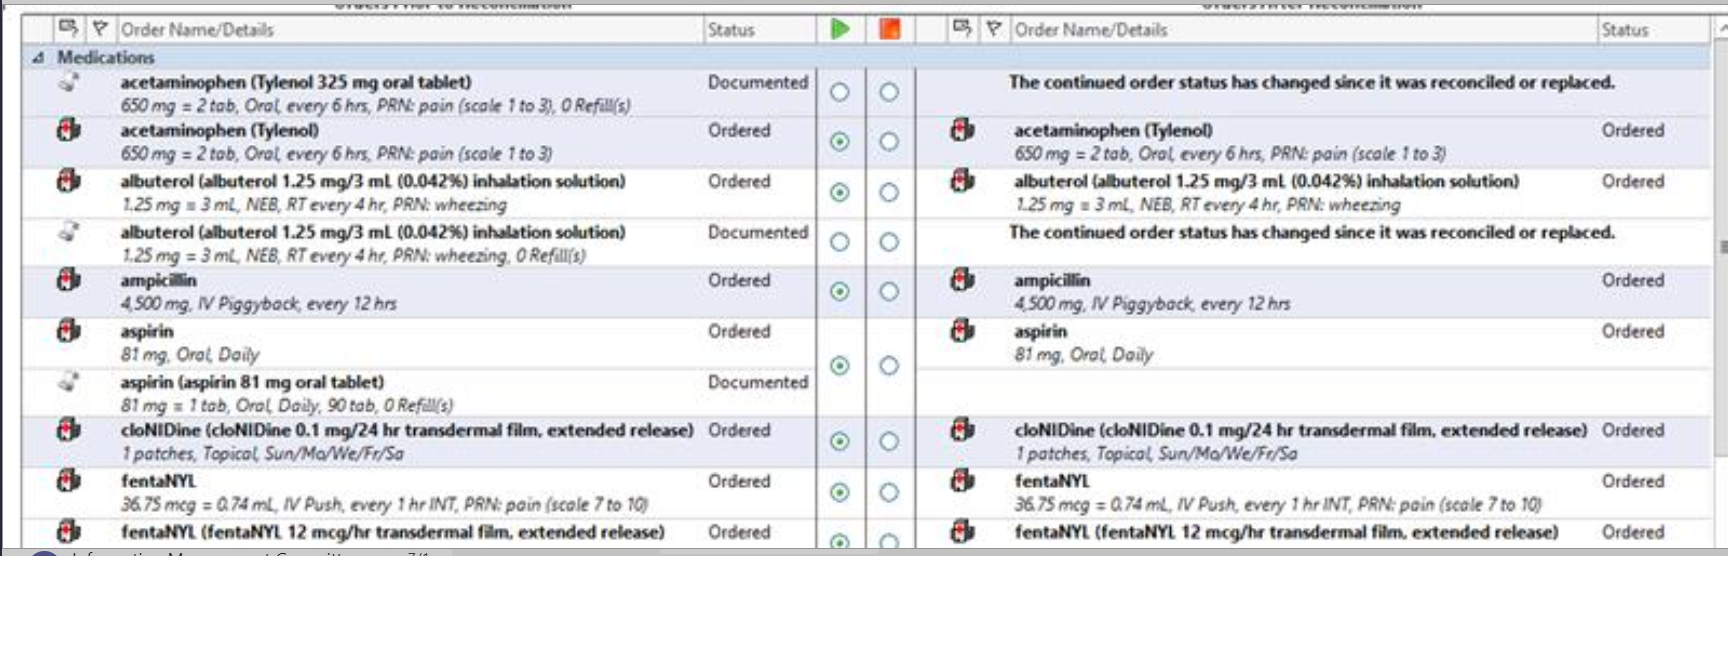 Orders Prior to Reconciliation
Orders After Reconciliation
Order Name/Details Status Order Name/Details Status
Medications
acetaminophen (Tylenol 325 mg oral tablet) Documented The continued order status has changed since it was reconciled or replaced.
650 mg = 2 tab, Oral, every 6 hrs, PRN: pain (scale 1 to 3), 0 Refill(s)
acetaminophen (Tylenol) Ordered acetaminophen (Tylenol) Ordered
650 mg = 2 tab, Oral, every 6 hrs, PRN: pain (scale 1 to 3) 650 mg = 2 tab, Oral, every 6 hrs, PRN: pain (scale 1 to 3)
albuterol (albuterol 1.25 mg/3 mL (0.042%) inhalation solution) Ordered albuterol (albuterol 1.25 mg/3 mL (0.042%) inhalation solution) Ordered
1.25 mg = 3 mL, NEB, RT every 4 hr, PRN: wheezing 1.25 mg = 3 mL, NEB, RT every 4 hr, PRN: wheezing
albuterol (albuterol 1.25 mg/3 mL (0.042%) inhalation solution) Documented The continued order status has changed since it was reconciled or replaced.
1.25 mg = 3 mL, NEB, RT every 4 hr, PRN: wheezing, 0 Refill(s)
ampicillin Ordered ampicillin Ordered
4,500 mg, IV Piggyback, every 12 hrs 4,500 mg, IV Piggyback, every 12 hrs
aspirin Ordered aspirin Ordered
81 mg, Oral, Daily 81 mg, Oral, Daily
aspirin (aspirin 81 mg oral tablet) Documented
81 mg = 1 tab, Oral, Daily, 90 tab, 0 Refill(s)
cloNIDine (cloNIDine 0.1 mg/24 hr transdermal film, extended release) Ordered cloNIDine (cloNIDine 0.1 mg/24 hr transdermal film, extended release) Ordered
1 patches, Topical, Sun/Mo/We/Fr/Sa 1 patches, Topical, Sun/Mo/We/Fr/Sa
fentaNYL Ordered fentaNYL Ordered
36.75 mcg = 0.74 mL, IV Push, every 1 hr INT, PRN: pain (scale 7 to 10) 36.75 mcg = 0.74 mL, IV Push, every 1 hr INT, PRN: pain (scale 7 to 10)
fentaNYL (fentaNYL 12 mcg/hr transdermal film, extended release) Ordered fentaNYL (fentaNYL 12 mcg/hr transdermal film, extended release) Ordered